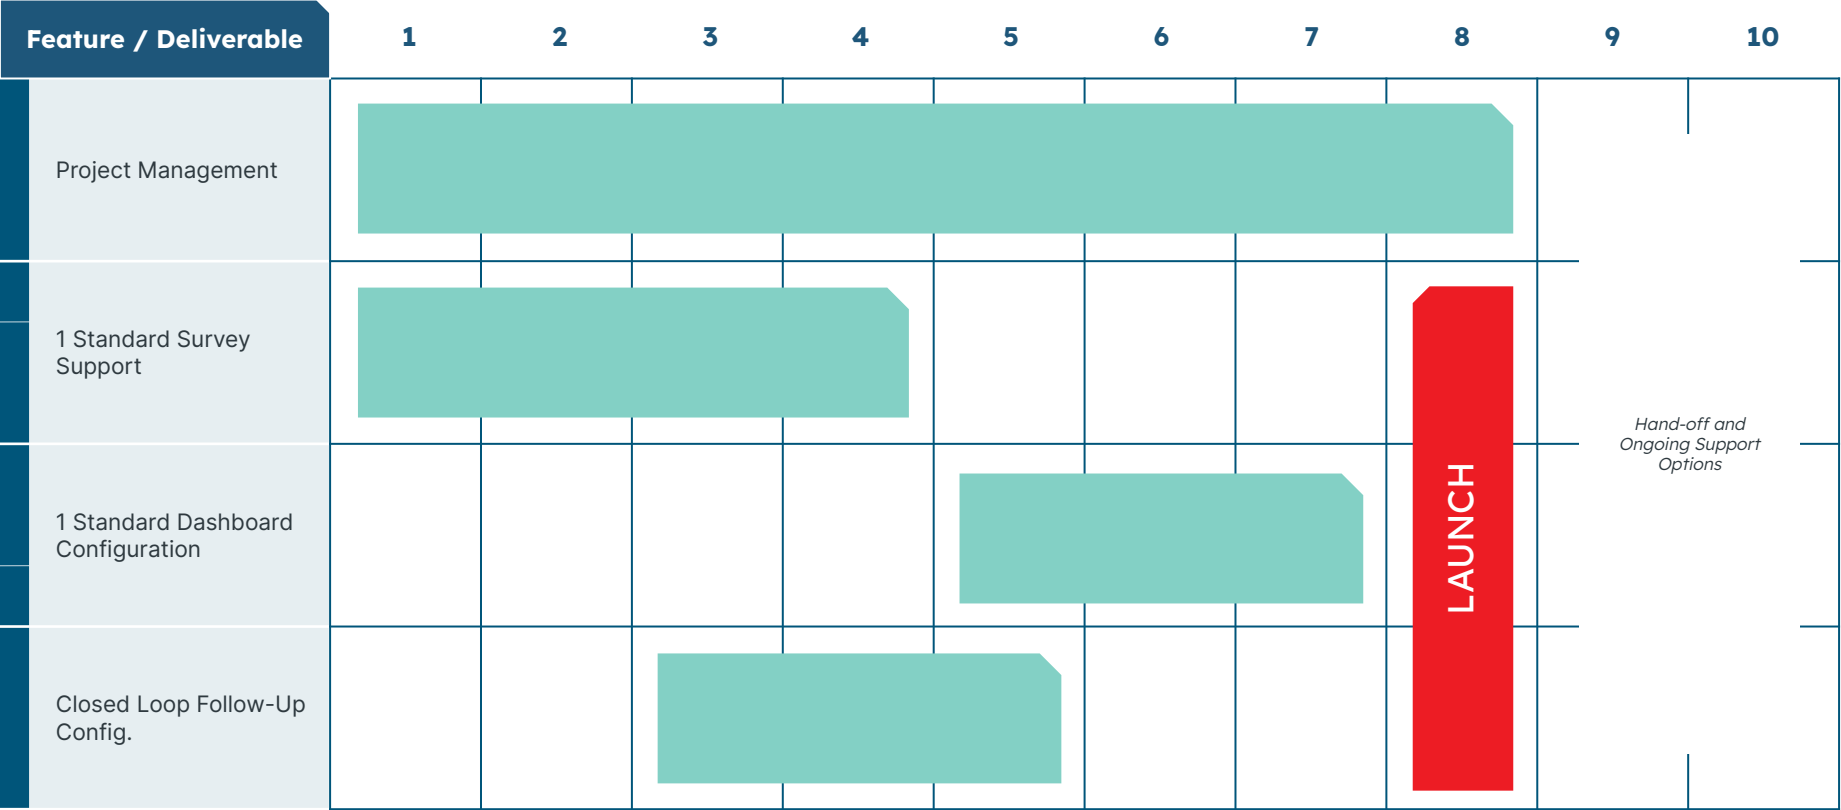 Feature / Deliverable 1 2 3 4 5 6 7 8 9 10
Project Management
1 Standard Survey
Support
1 Standard Dashboard
Configuration
Closed Loop Follow-Up
Config.
LAUNCH
Hand-off and
Ongoing Support
Options